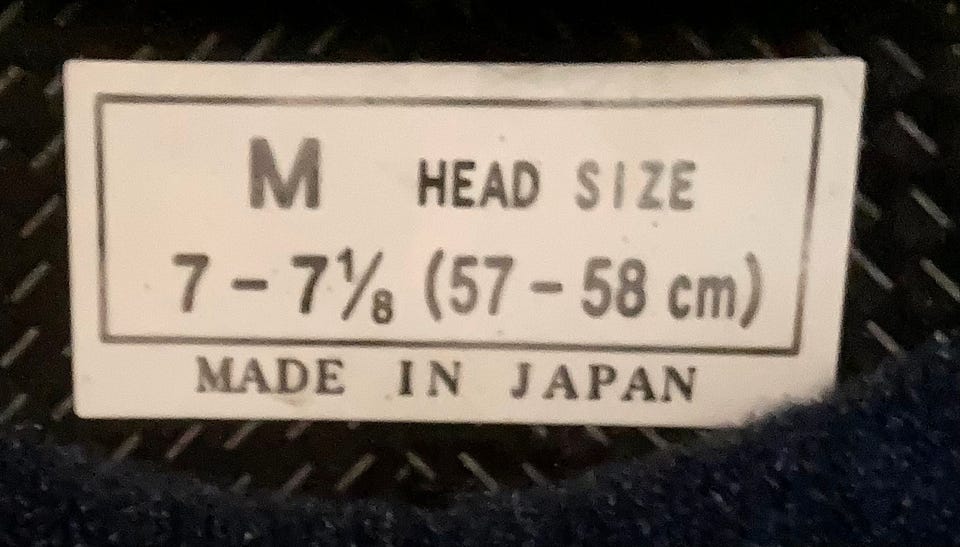 M HEAD SIZE
7 – 7⅛ (57 – 58 cm)
MADE IN JAPAN